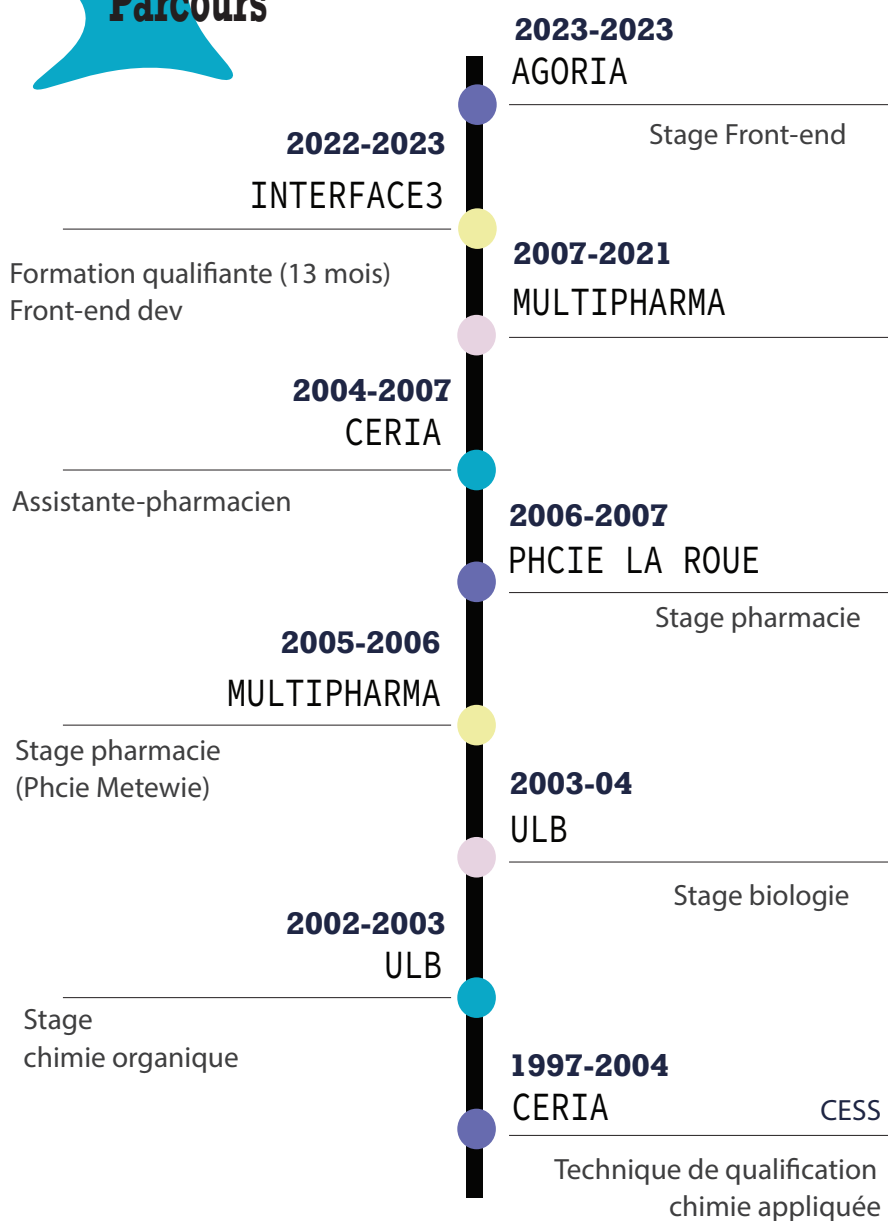 Parcours
2023-2023
AGORIA
Stage Front-end
2022-2023
INTERFACE3
Formation qualifiante (13 mois)
Front-end dev
2007-2021
MULTIPHARMA
2004-2007
CERIA
Assistante-pharmacien
2006-2007
PHCIE LA ROUE
Stage pharmacie
2005-2006
MULTIPHARMA
Stage pharmacie
(Phcie Metewie)
2003-04
ULB
Stage biologie
2002-2003
ULB
Stage
chimie organique
1997-2004
CERIA CESS
Technique de qualification
chimie appliquée